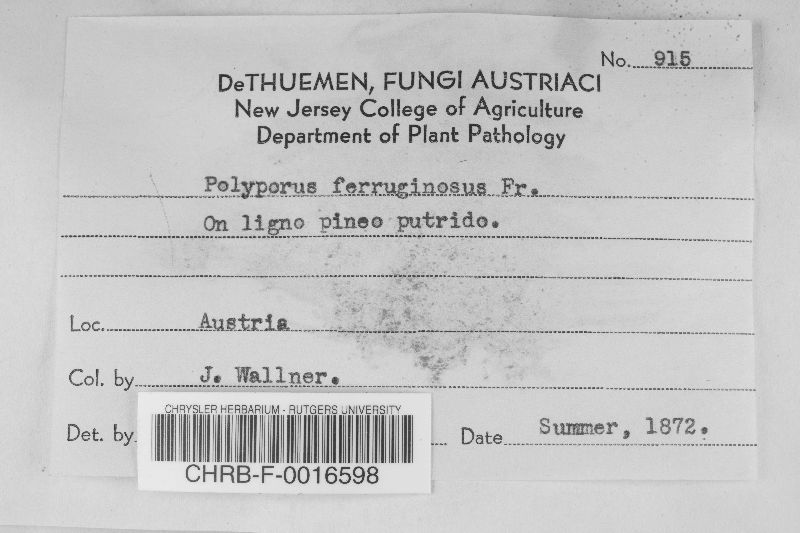 No. 915
DeTHUEMEN, FUNGI AUSTRIACI
New Jersey College of Agriculture
Department of Plant Pathology
Polyporus ferruginosus Fr.
On ligno pineo putrido.
Loc. Austria
Col. by J. Wallner.
Det. by
Date Summer, 1872.
CHRYSLER HERBARIUM - RUTGERS UNIVERSITY
CHRB-F-0016598